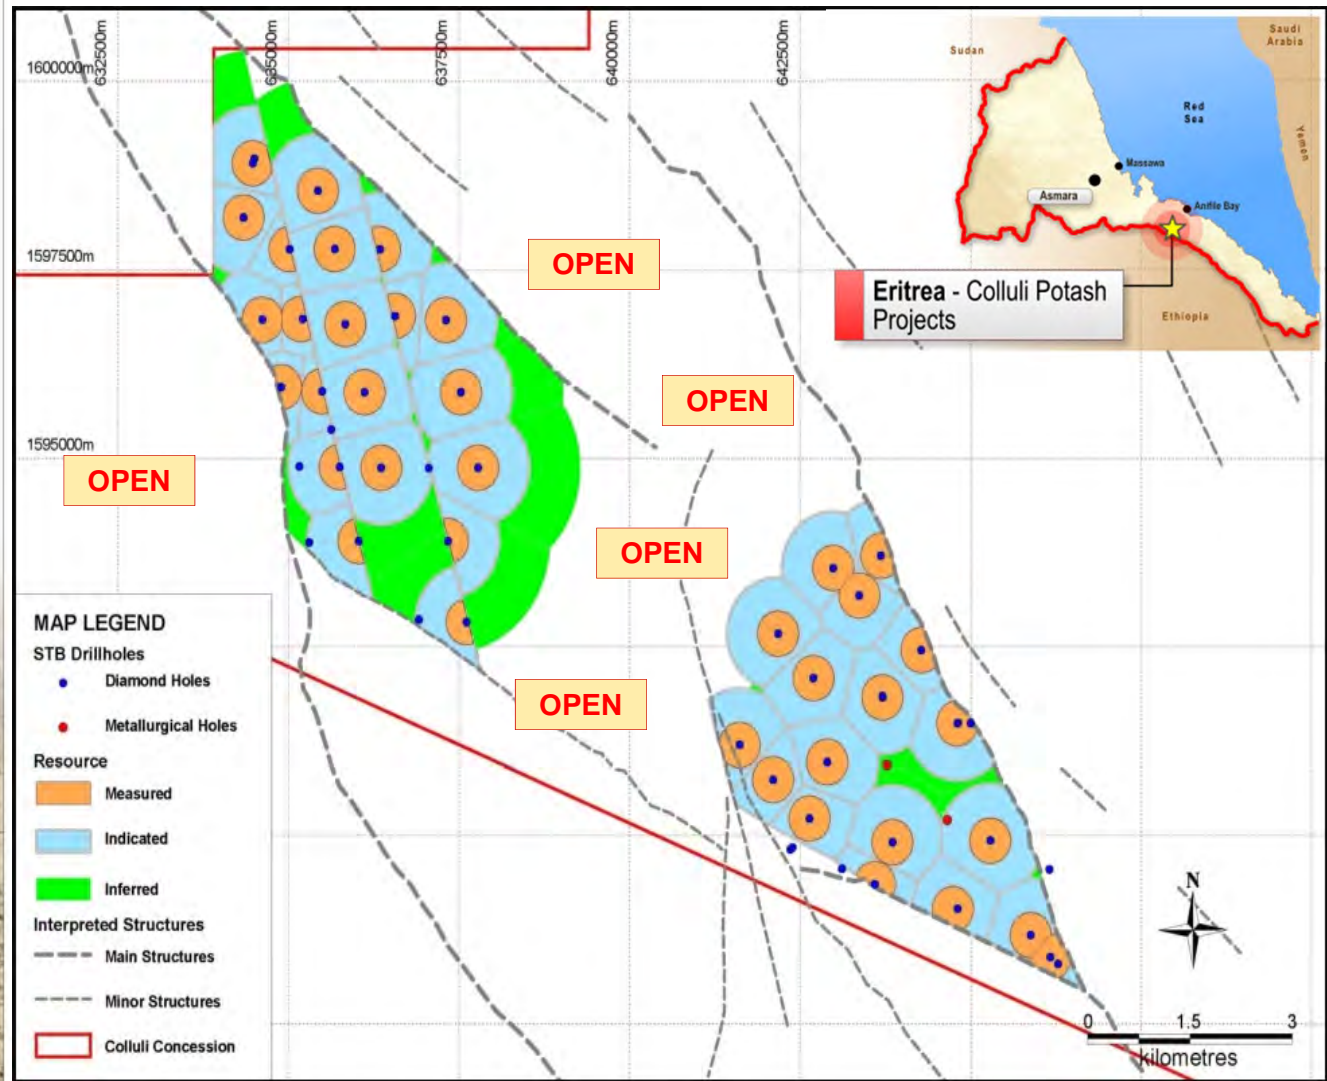 632500m
635000m
637500m
640000m
642500m
1600000m
1597500m
1595000m
Sudan
Saudi
Arabia
Red
Sea
Yemen
Massawa
Asmara
Anfile Bay
Ethiopia
Eritrea - Colluli Potash
Projects
OPEN
OPEN
OPEN
OPEN
OPEN
MAP LEGEND
STB Drillholes
Diamond Holes
Metallurgical Holes
Resource
Measured
Indicated
Inferred
Interpreted Structures
Main Structures
Minor Structures
Colluli Concession
N
0 1.5 3
kilometres